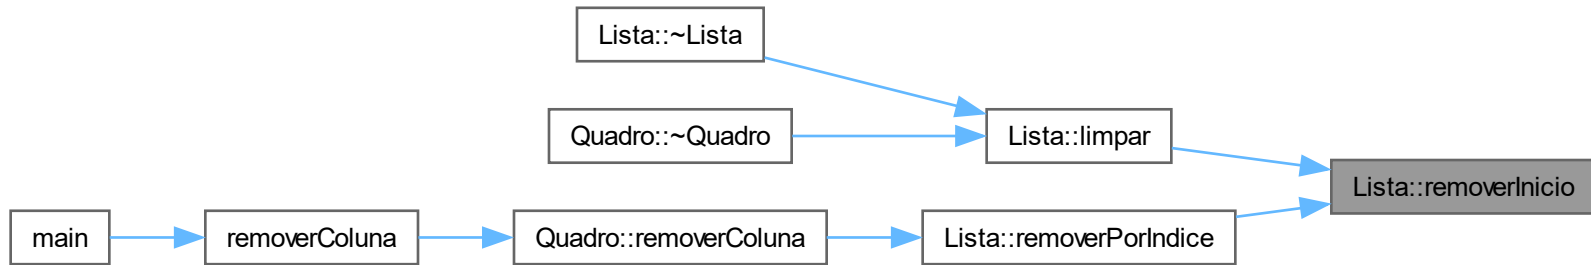 Lista::~Lista
Quadro::~Quadro
Lista::limpar
Lista::removerInicio
main
removerColuna
Quadro::removerColuna
Lista::removerPorIndice